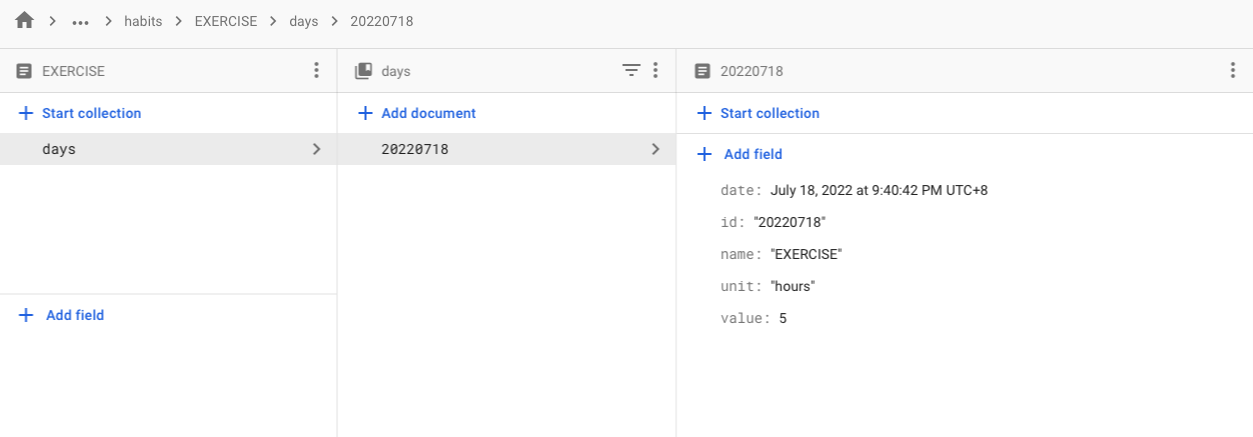 ... habits EXERCISE days 20220718
EXERCISE
Start collection
days
Add field
days
Add document
20220718
20220718
Start collection
Add field
date: July 18, 2022 at 9:40:42 PM UTC+8
id: "20220718"
name: "EXERCISE"
unit: "hours"
value: 5